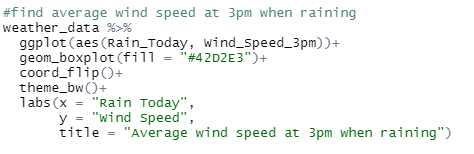 #find average wind speed at 3pm when raining
weather_data %>%
  ggplot(aes(Rain_Today, Wind_Speed_3pm))+
  geom_boxplot(fill = "#42D2E3")+
  coord_flip()+
  theme_bw()+
  labs(x = "Rain Today",
       y = "Wind Speed",
       title = "Average wind speed at 3pm when raining")